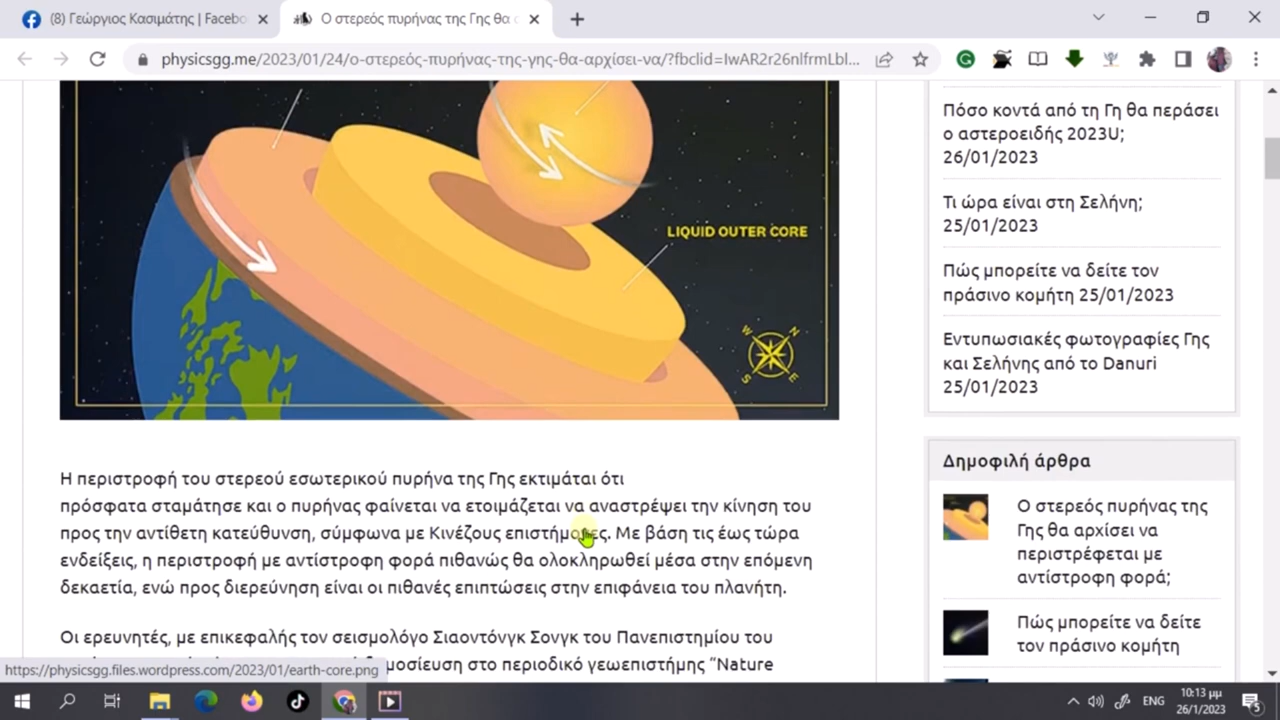 (8) Γεώργιος Κασιμάτης | Facebo
Ο στερεός πυρήνας της Γης θα
physicsgg.me/2023/01/24/ο-στερεός-πυρήνας-της-γης-θα-αρχίσει-να/?fbclid=IwAR2r26nlfrmLbl...
LIQUID OUTER CORE
W
N
S
E
Η περιστροφή του στερεού εσωτερικού πυρήνα της Γης εκτιμάται ότι
πρόσφατα σταμάτησε και ο πυρήνας φαίνεται να ετοιμάζεται να αναστρέψει την κίνηση του
προς την αντίθετη κατεύθυνση, σύμφωνα με Κινέζους επιστήμονες. Με βάση τις έως τώρα
ενδείξεις, η περιστροφή με αντίστροφη φορά πιθανώς θα ολοκληρωθεί μέσα στην επόμενη
δεκαετία, ενώ προς διερεύνηση είναι οι πιθανές επιπτώσεις στην επιφάνεια του πλανήτη.
Οι ερευνητές, με επικεφαλής τον σεισμολόγο Σιαοντόνγκ Σονγκ του Πανεπιστημίου του
δημοσίευση στο περιοδικό γεωεπιστήμης "Nature
https://physicsgg.files.wordpress.com/2023/01/earth-core.png
Πόσο κοντά από τη Γη θα περάσει
ο αστεροειδής 2023U;
26/01/2023
Τι ώρα είναι στη Σελήνη;
25/01/2023
Πώς μπορείτε να δείτε τον
πράσινο κομήτη 25/01/2023
Εντυπωσιακές φωτογραφίες Γης
και Σελήνης από το Danuri
25/01/2023
Δημοφιλή άρθρα
Ο στερεός πυρήνας της
Γης θα αρχίσει να
περιστρέφεται με
αντίστροφη φορά;
Πώς μπορείτε να δείτε
τον πράσινο κομήτη
ENG
10:13 μμ
26/1/2023
5